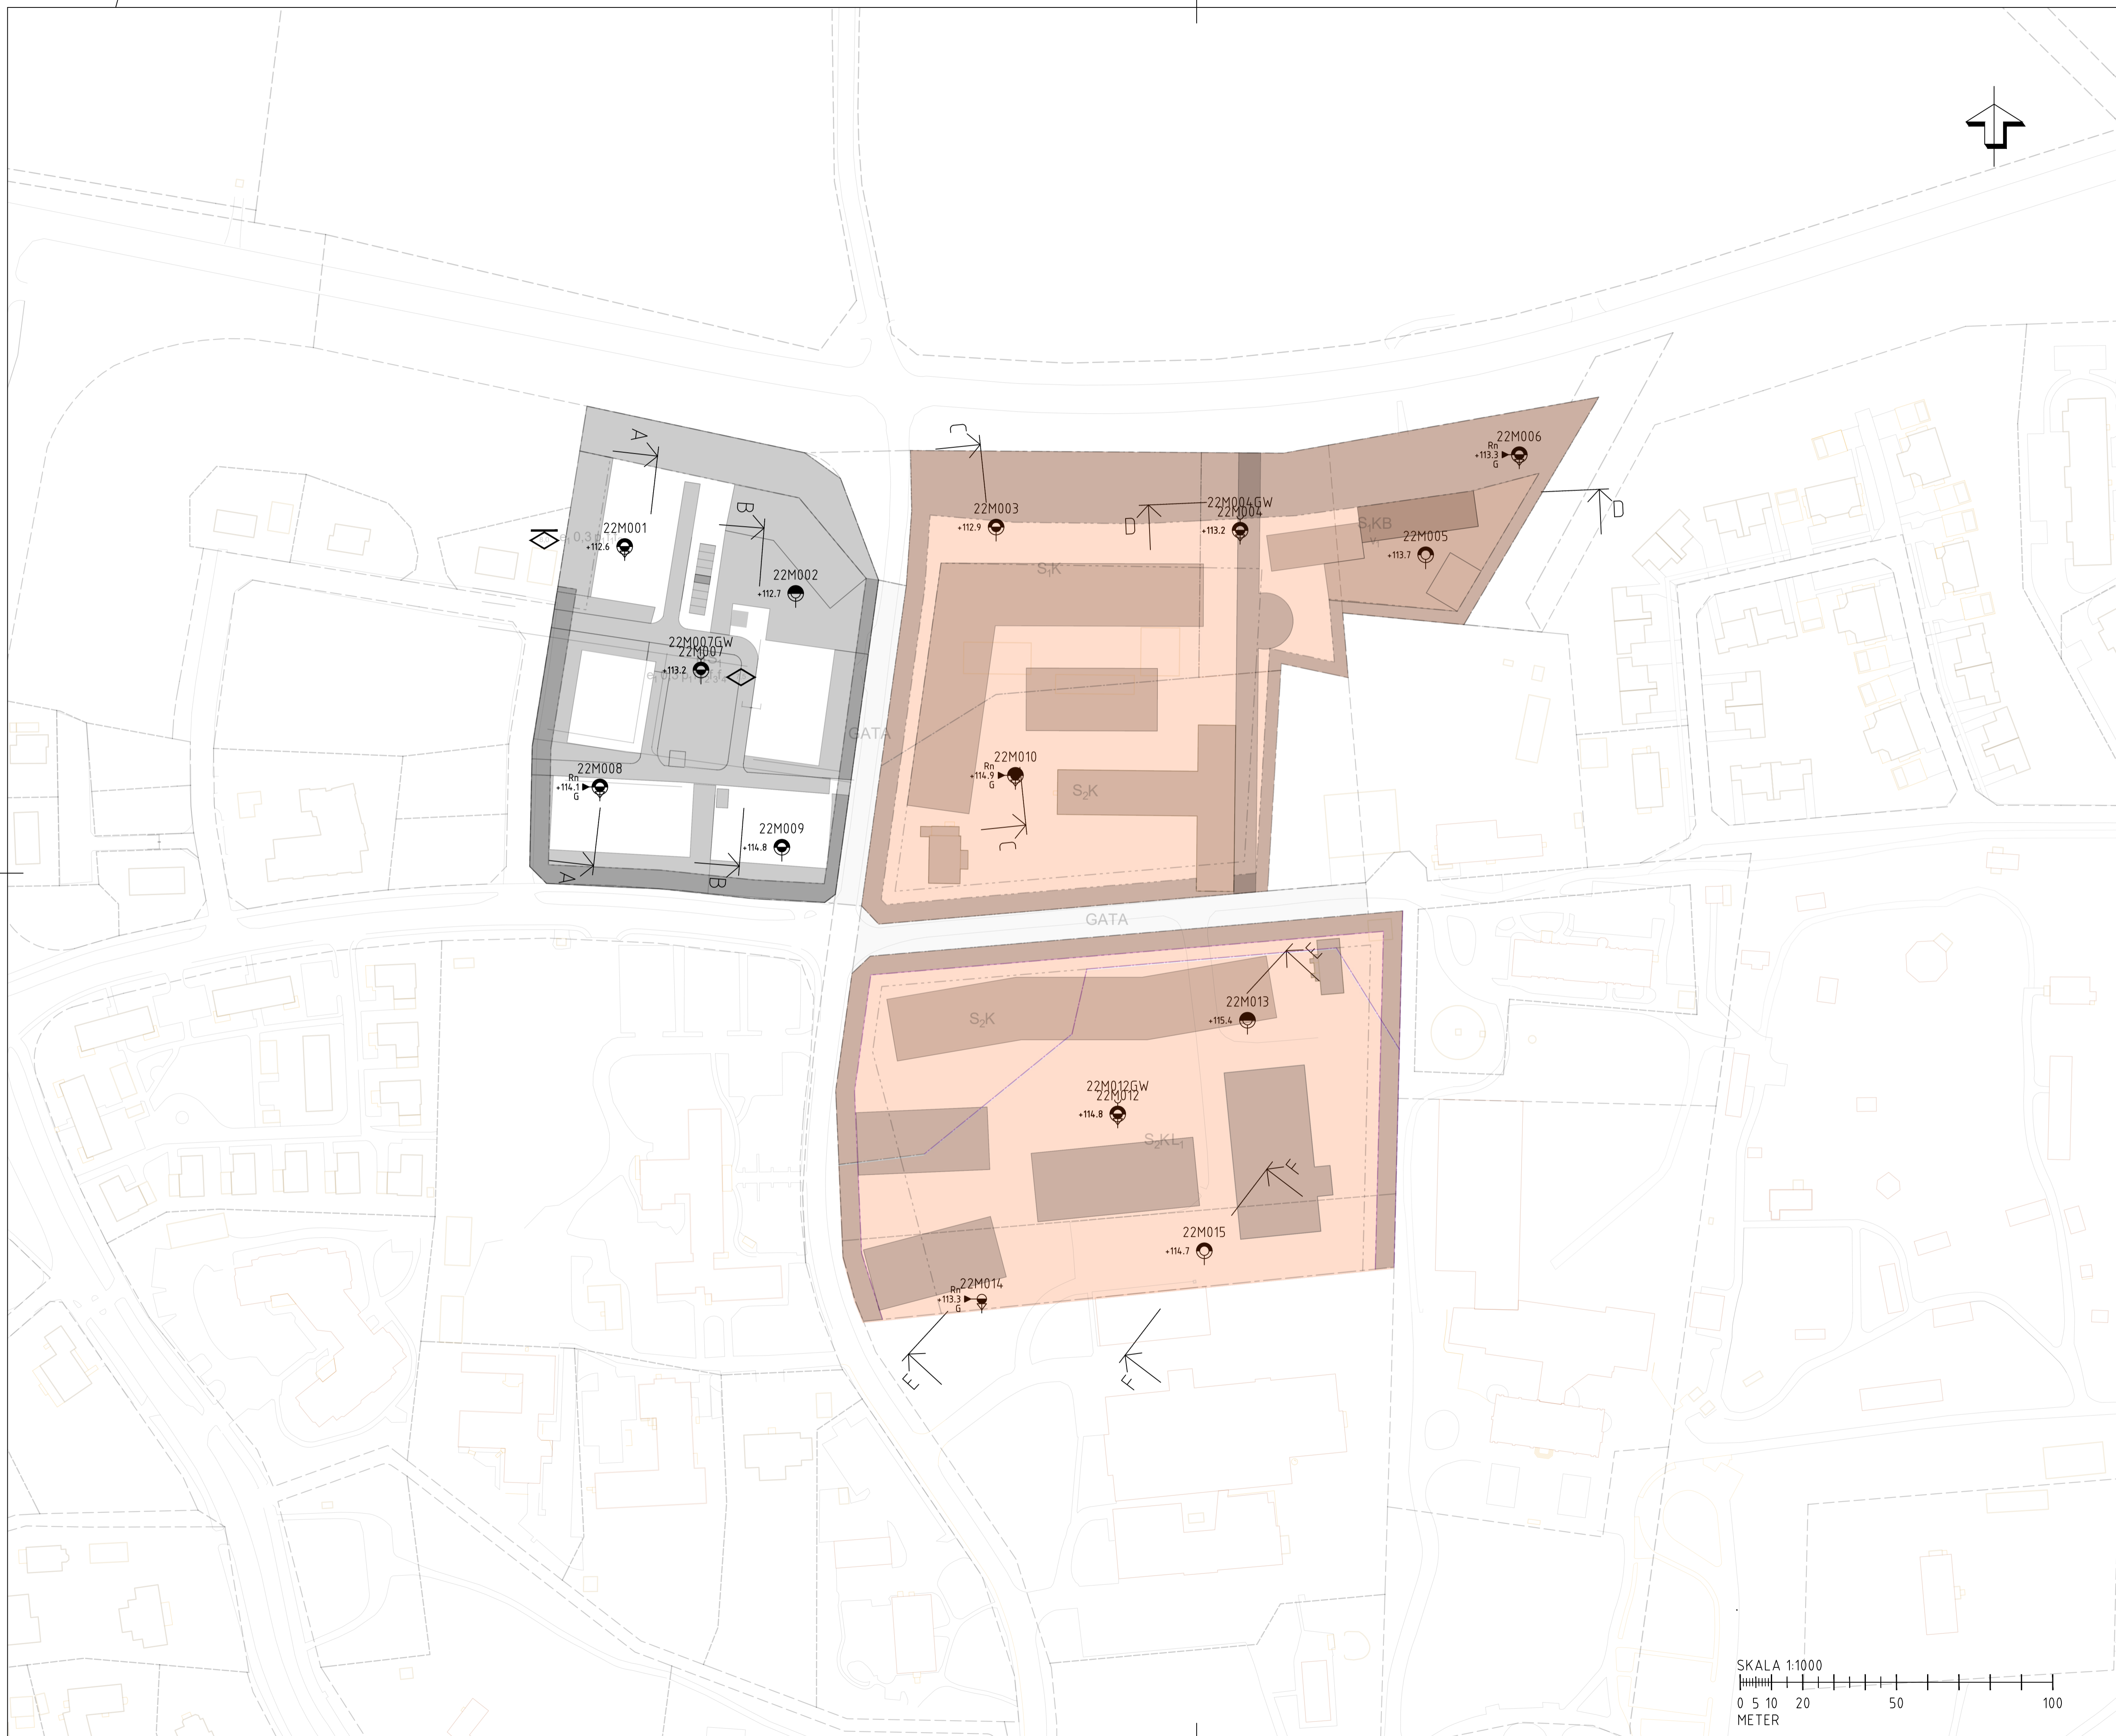 A
B
C
22M006
Rn
+113.3
G
22M001
+112.6
22M002
+112.7
22M003
+112.9
D
22M004GW
22M004
+113.2
S1KB
v1
22M005
+113.7
D
S1K
22M007GW
22M007
+113.2
GATA
22M008
Rn
+114.1
G
22M010
Rn
+114.9
G
S2K
22M009
+114.8
C
A
B
GATA
E
22M013
+115.4
S2K
22M012GW
22M012
+114.8
S2KL1
F
22M015
+114.7
22M014
Rn
+113.3
G
E
F
SKALA 1:1000
0 5 10 20 50 100
METER